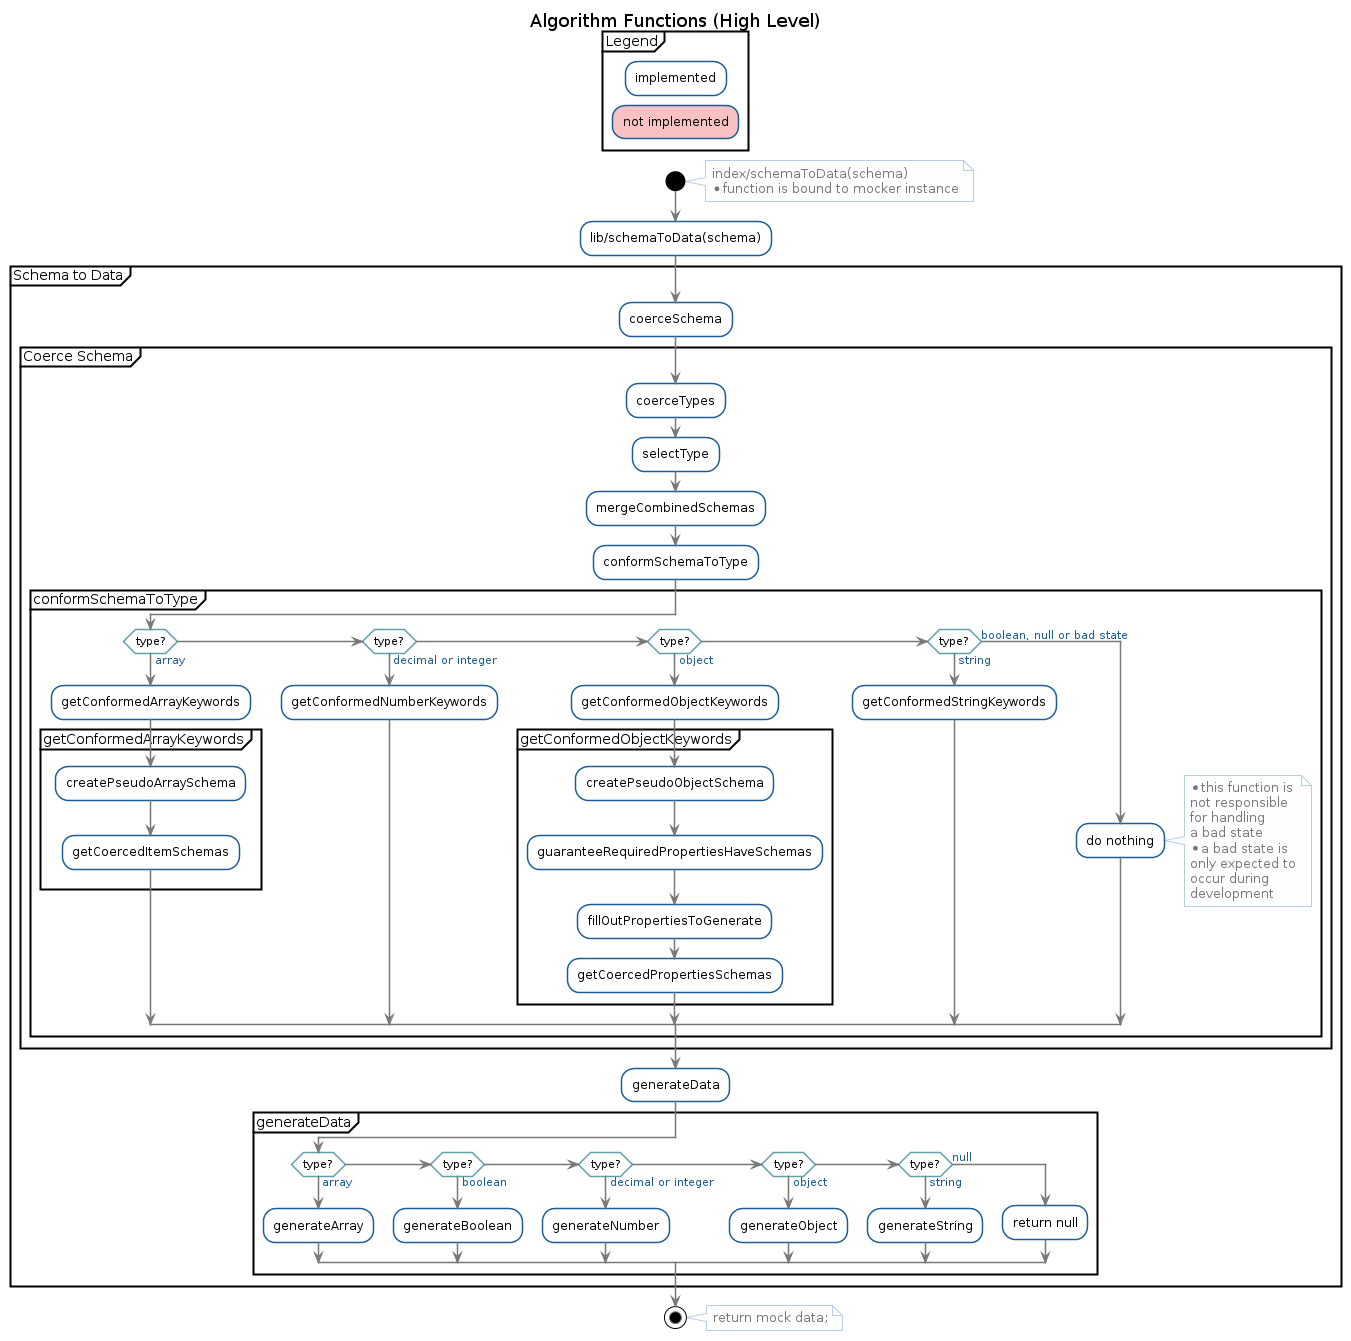 Algorithm Functions (High Level)
Legend
implemented
not implemented
index/schemaToData(schema)
• function is bound to mocker instance
lib/schemaToData(schema)
Schema to Data
coerceSchema
Coerce Schema
coerceTypes
selectType
mergeCombinedSchemas
conformSchemaToType
conformSchemaToType
type?
type?
type?
type?
boolean, null or bad state
array
decimal or integer
object
string
getConformedArrayKeywords
getConformedNumberKeywords
getConformedObjectKeywords
getConformedStringKeywords
getConformedArrayKeywords
getConformedObjectKeywords
createPseudoArraySchema
createPseudoObjectSchema
getCoercedItemSchemas
guaranteeRequiredPropertiesHaveSchemas
fillOutPropertiesToGenerate
getCoercedPropertiesSchemas
do nothing
• this function is
not responsible
for handling
a bad state
• a bad state is
only expected to
occur during
development
generateData
generateData
type?
type?
type?
type?
type?
null
array
boolean
decimal or integer
object
string
generateArray
generateBoolean
generateNumber
generateObject
generateString
return null
return mock data;